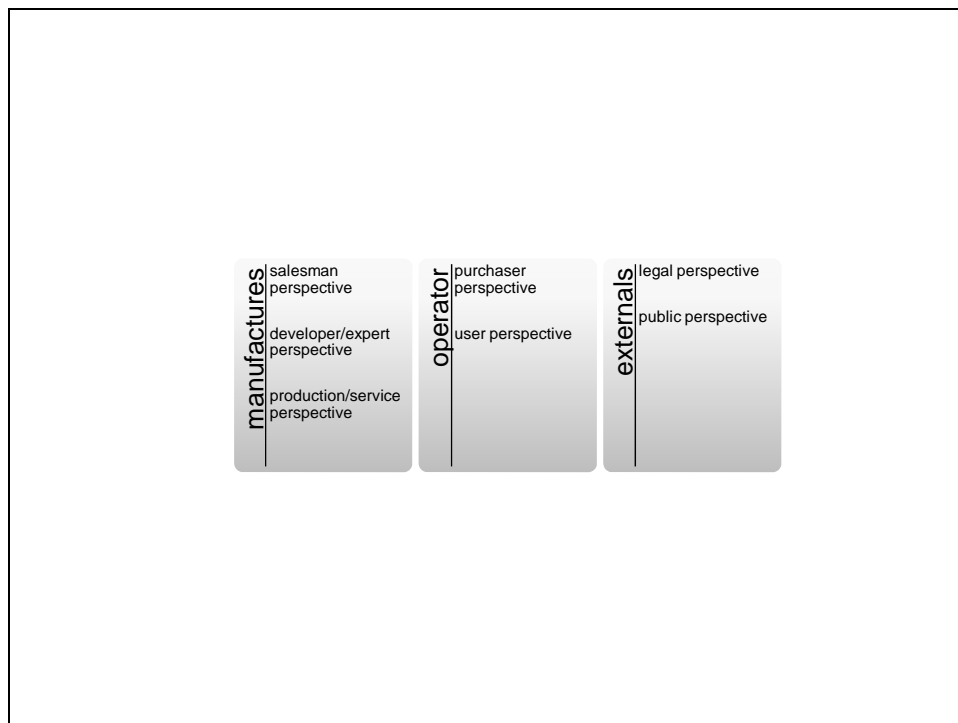 manufactures
salesman
perspective
developer/expert
perspective
production/service
perspective
operator
purchaser
perspective
user perspective
externals
legal perspective
public perspective